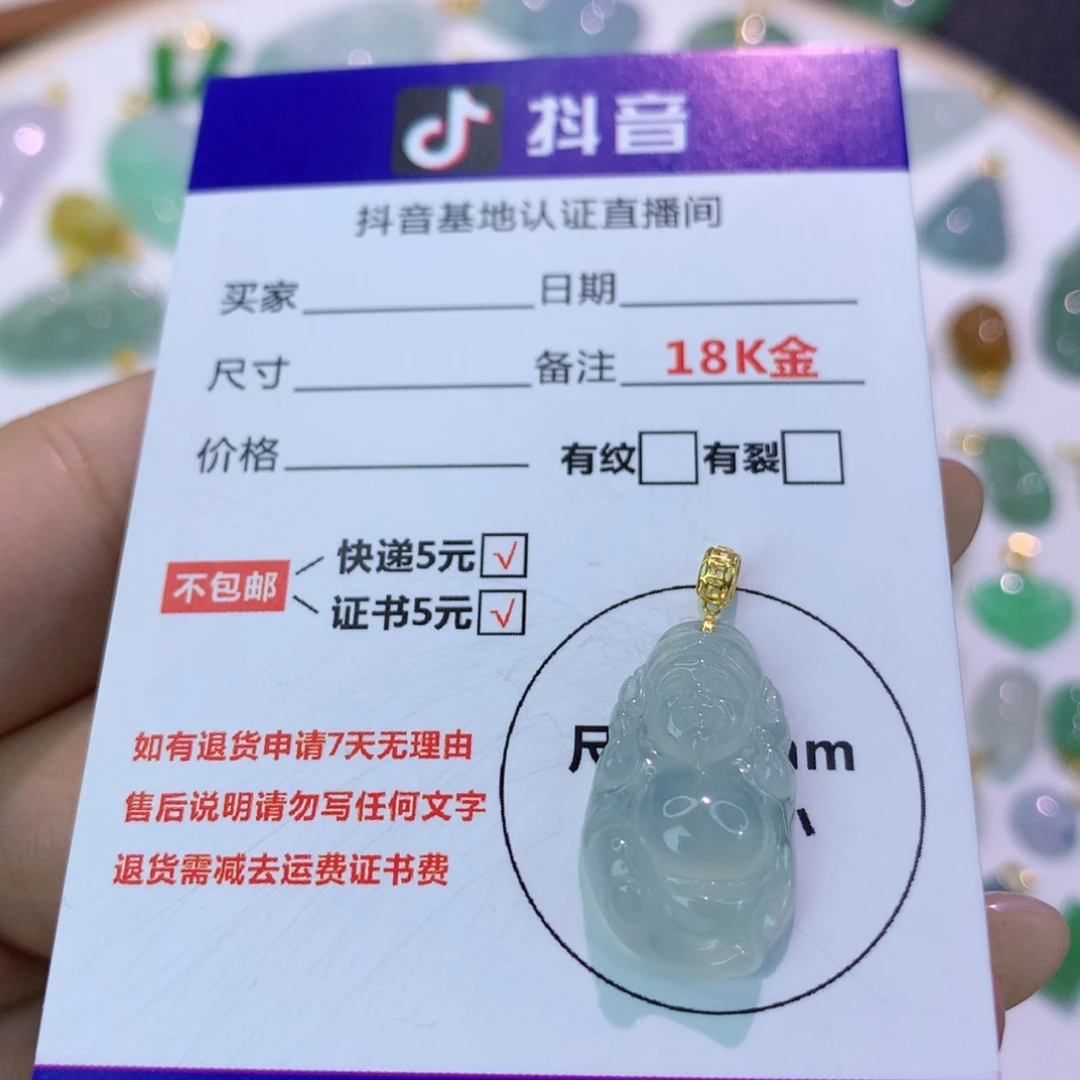 抖音
抖音基地认证直播间
买家 日期
尺寸 备注 18K金
价格 有纹 有裂
不包邮
快递5元 √
证书5元 √
如有退货申请7天无理由
售后说明请勿写任何文字
退货需减去运费证书费
尺 mm